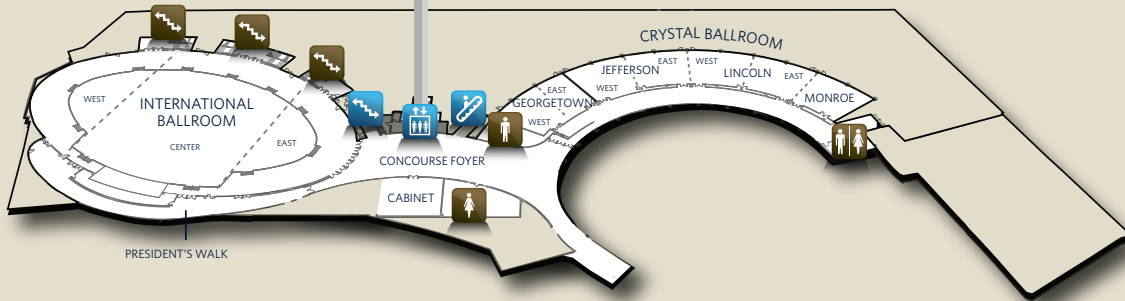 CRYSTAL BALLROOM
EAST
WEST
JEFFERSON
LINCOLN
EAST
WEST
EAST
GEORGETOWN
MONROE
WEST
WEST
INTERNATIONAL
BALLROOM
CENTER
EAST
CONCOURSE FOYER
CABINET
PRESIDENT'S WALK